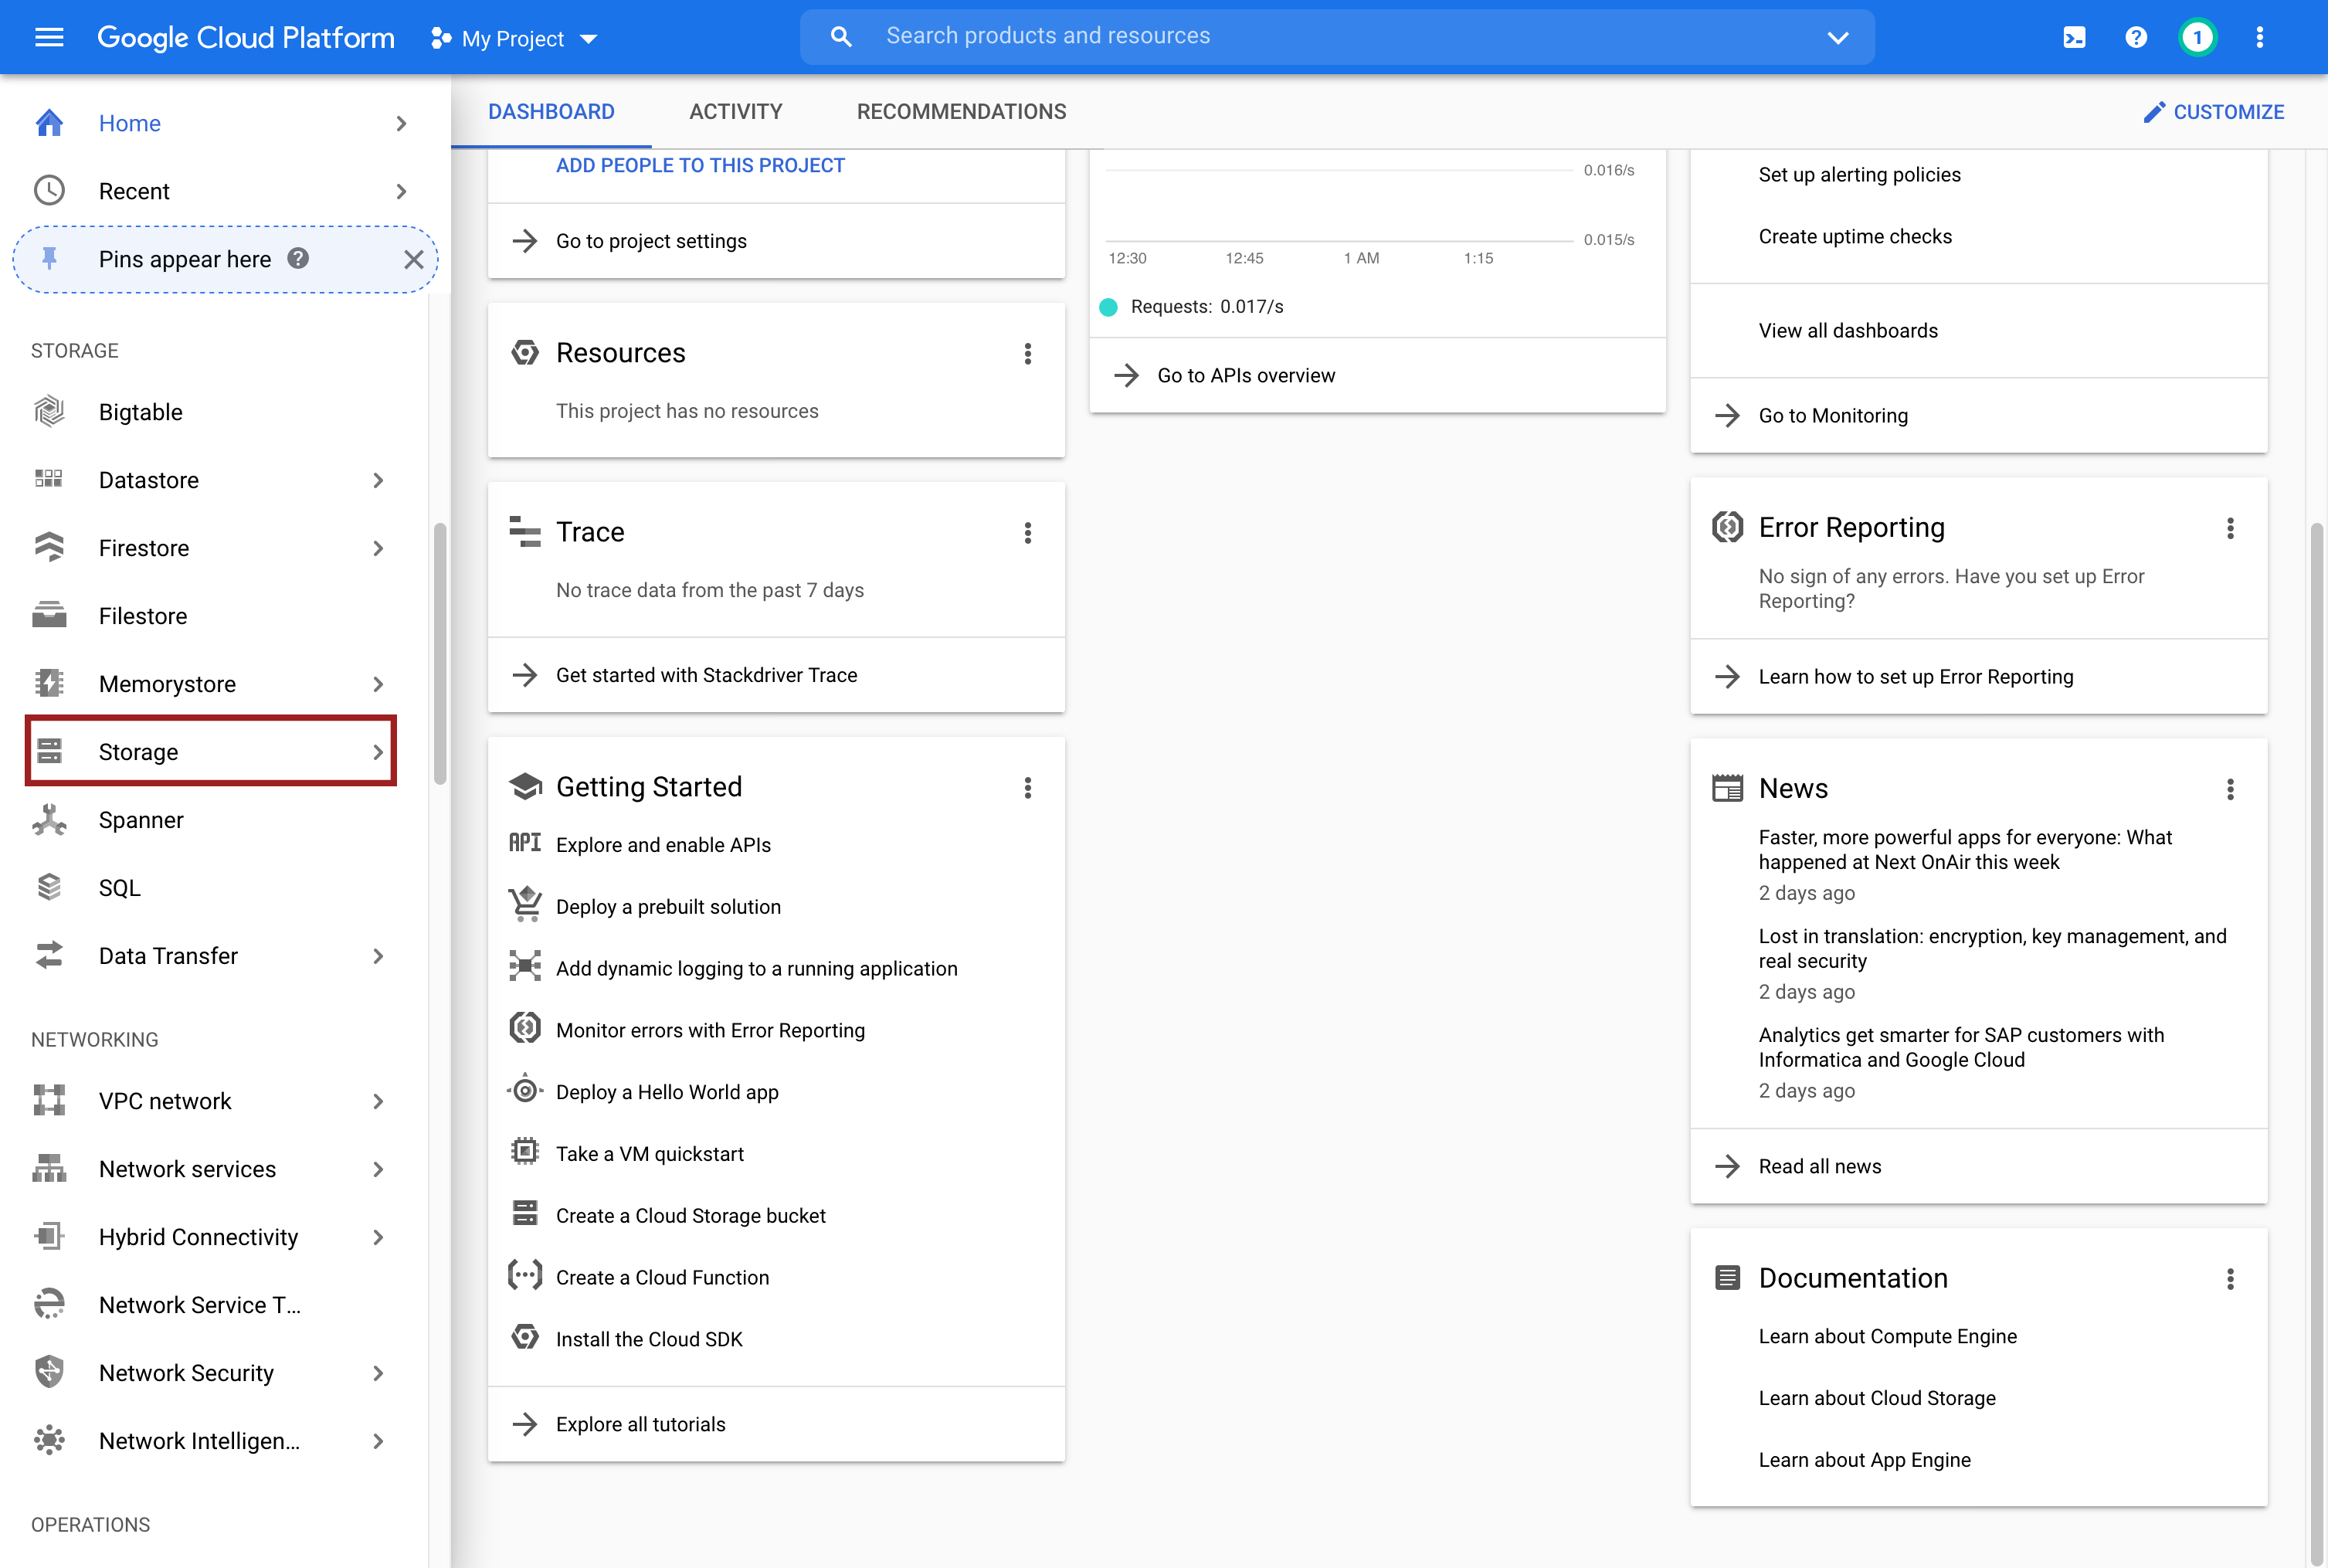 Google Cloud Platform
My Project
Search products and resources
1
Home
Recent
Pins appear here
STORAGE
Bigtable
Datastore
Firestore
Filestore
Memorystore
Storage
Spanner
SQL
Data Transfer
NETWORKING
VPC network
Network services
Hybrid Connectivity
Network Service T...
Network Security
Network Intelligen...
OPERATIONS
DASHBOARD
ACTIVITY
RECOMMENDATIONS
CUSTOMIZE
ADD PEOPLE TO THIS PROJECT
Go to project settings
Resources
This project has no resources
Trace
No trace data from the past 7 days
Get started with Stackdriver Trace
Getting Started
API Explore and enable APIs
Deploy a prebuilt solution
Add dynamic logging to a running application
Monitor errors with Error Reporting
Deploy a Hello World app
Take a VM quickstart
Create a Cloud Storage bucket
Create a Cloud Function
Install the Cloud SDK
Explore all tutorials
0.016/s
0.015/s
12:30 12:45 1 AM 1:15
Requests: 0.017/s
Go to APIs overview
Set up alerting policies
Create uptime checks
View all dashboards
Go to Monitoring
Error Reporting
No sign of any errors. Have you set up Error
Reporting?
Learn how to set up Error Reporting
News
Faster, more powerful apps for everyone: What
happened at Next OnAir this week
2 days ago
Lost in translation: encryption, key management, and
real security
2 days ago
Analytics get smarter for SAP customers with
Informatica and Google Cloud
2 days ago
Read all news
Documentation
Learn about Compute Engine
Learn about Cloud Storage
Learn about App Engine